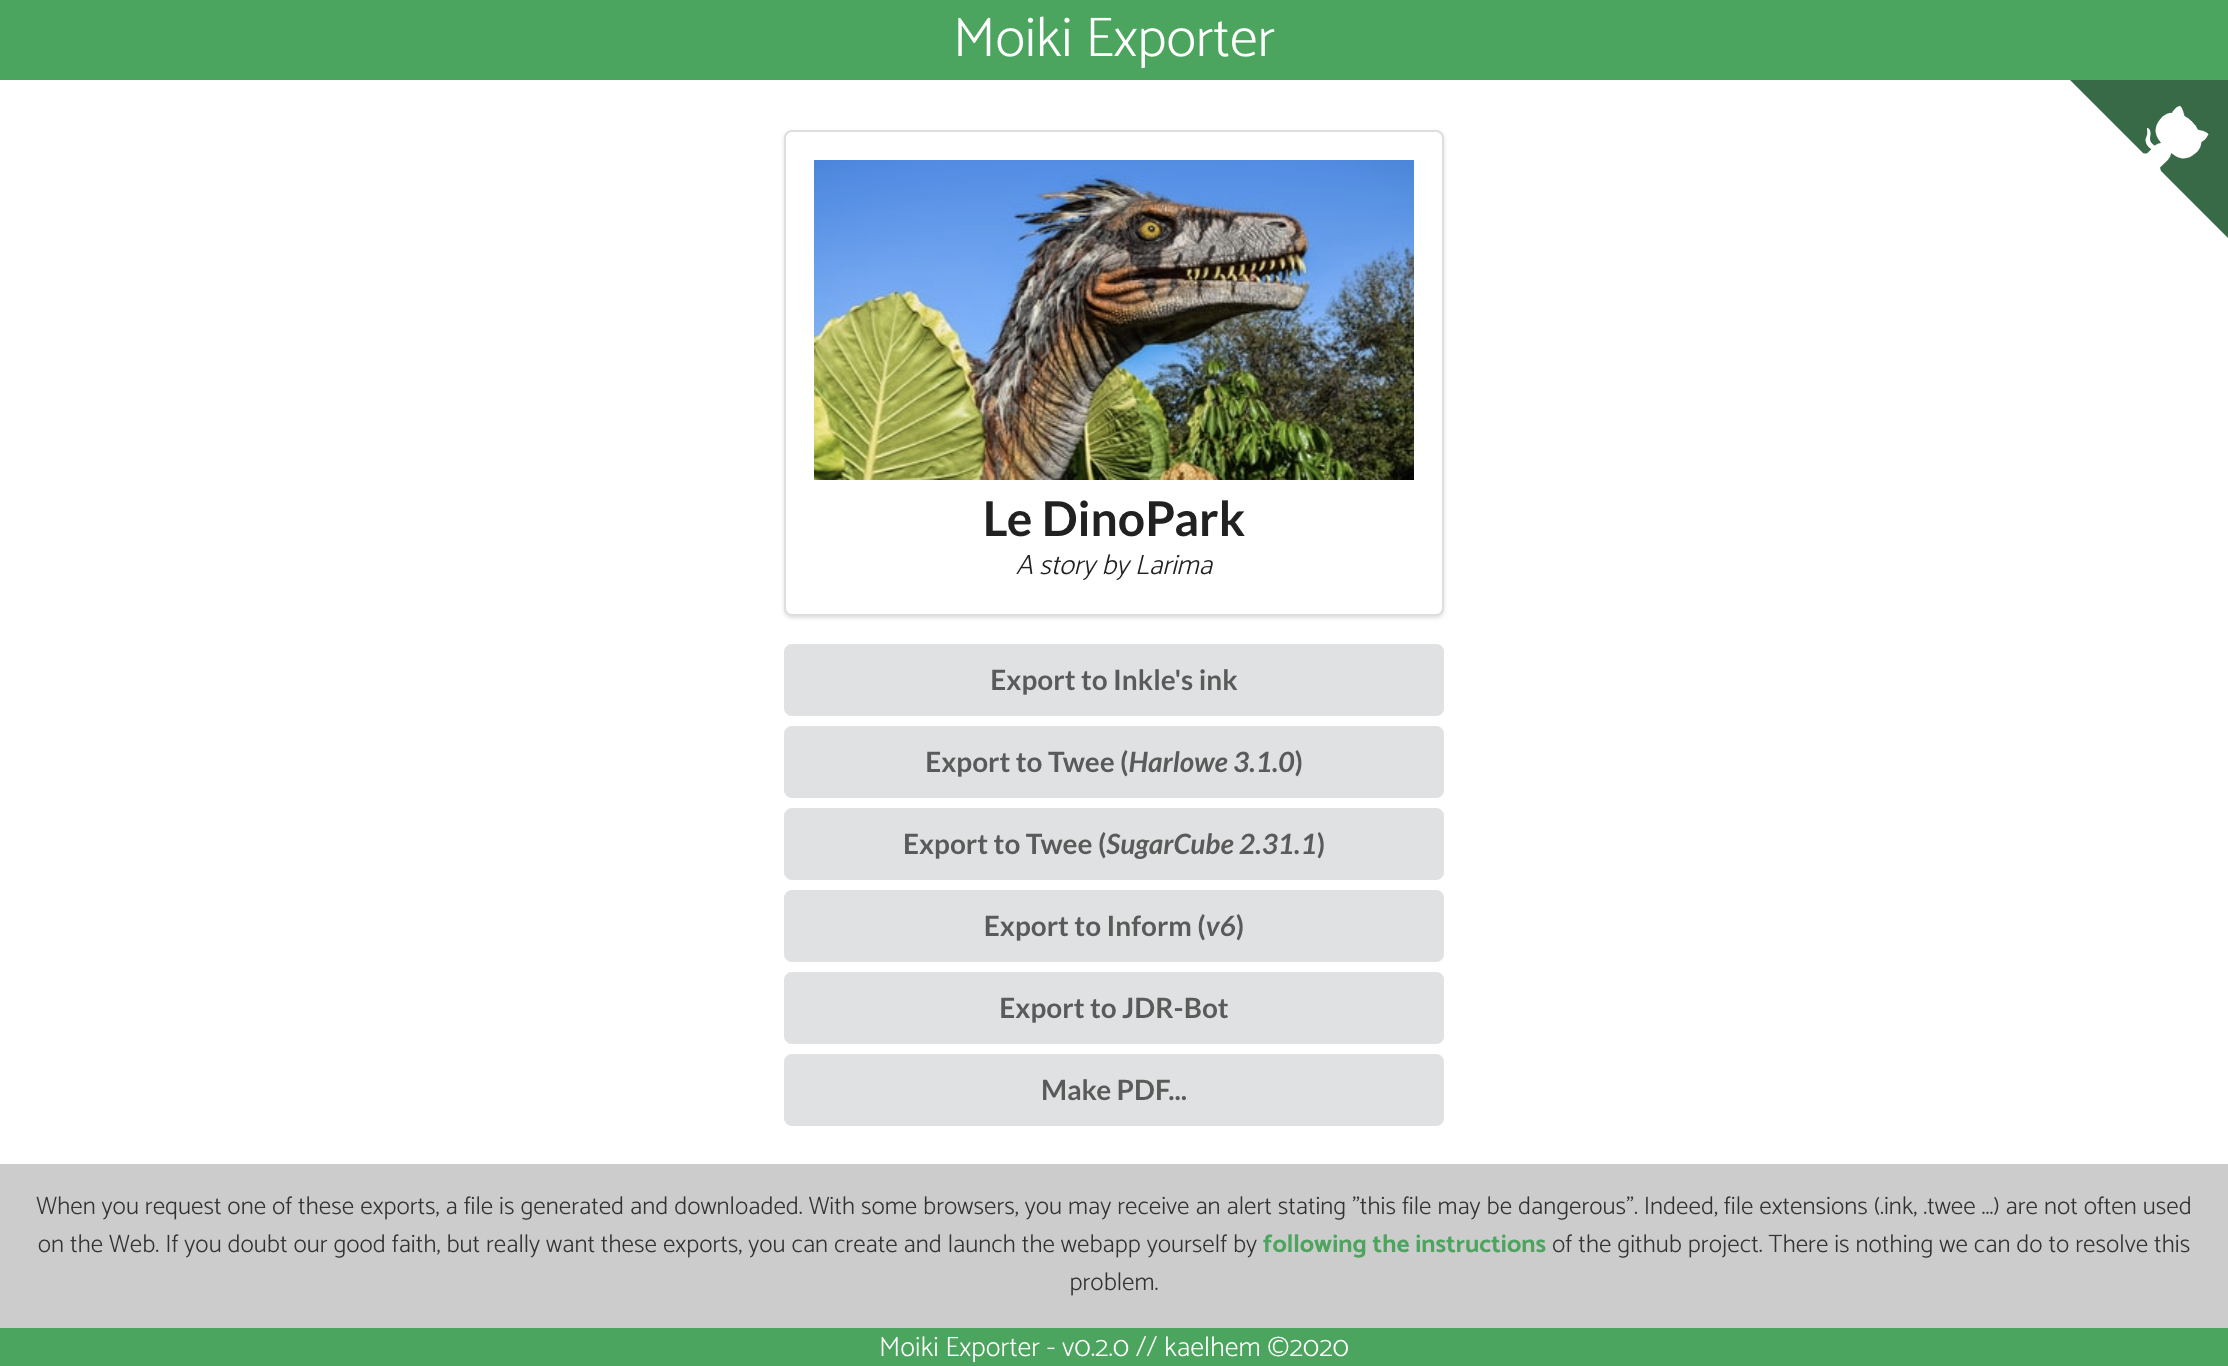 Moiki Exporter
Le DinoPark
A story by Larima
Export to Inkle's ink
Export to Twee (Harlowe 3.1.0)
Export to Twee (SugarCube 2.31.1)
Export to Inform (v6)
Export to JDR-Bot
Make PDF...
When you request one of these exports, a file is generated and downloaded. With some browsers, you may receive an alert stating "this file may be dangerous". Indeed, file extensions (.ink, .twee ...) are not often used
on the Web. If you doubt our good faith, but really want these exports, you can create and launch the webapp yourself by following the instructions of the github project. There is nothing we can do to resolve this
problem.
Moiki Exporter - v0.2.0 // kaelhem ©2020